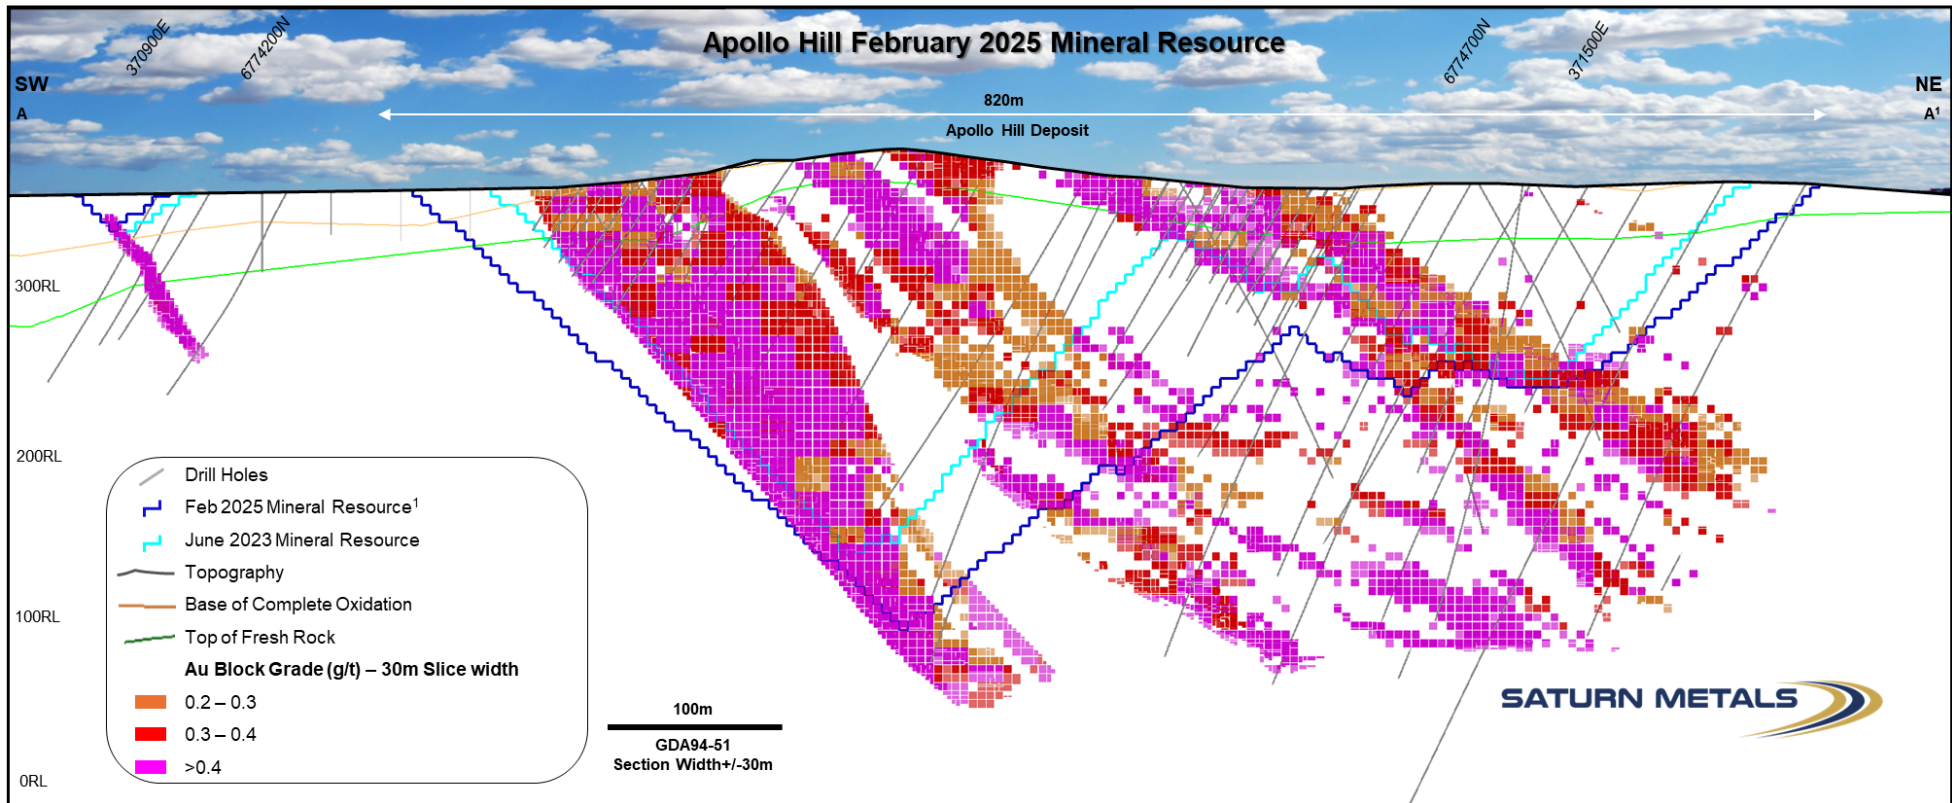 Apollo Hill February 2025 Mineral Resource
370900E
6774200N
6774700N
371500E
SW
NE
A
A¹
820m
Apollo Hill Deposit
300RL
200RL
100RL
0RL
Drill Holes
Feb 2025 Mineral Resource¹
June 2023 Mineral Resource
Topography
Base of Complete Oxidation
Top of Fresh Rock
Au Block Grade (g/t) – 30m Slice width
0.2 – 0.3
0.3 – 0.4
>0.4
100m
GDA94-51
Section Width+/-30m
SATURN METALS